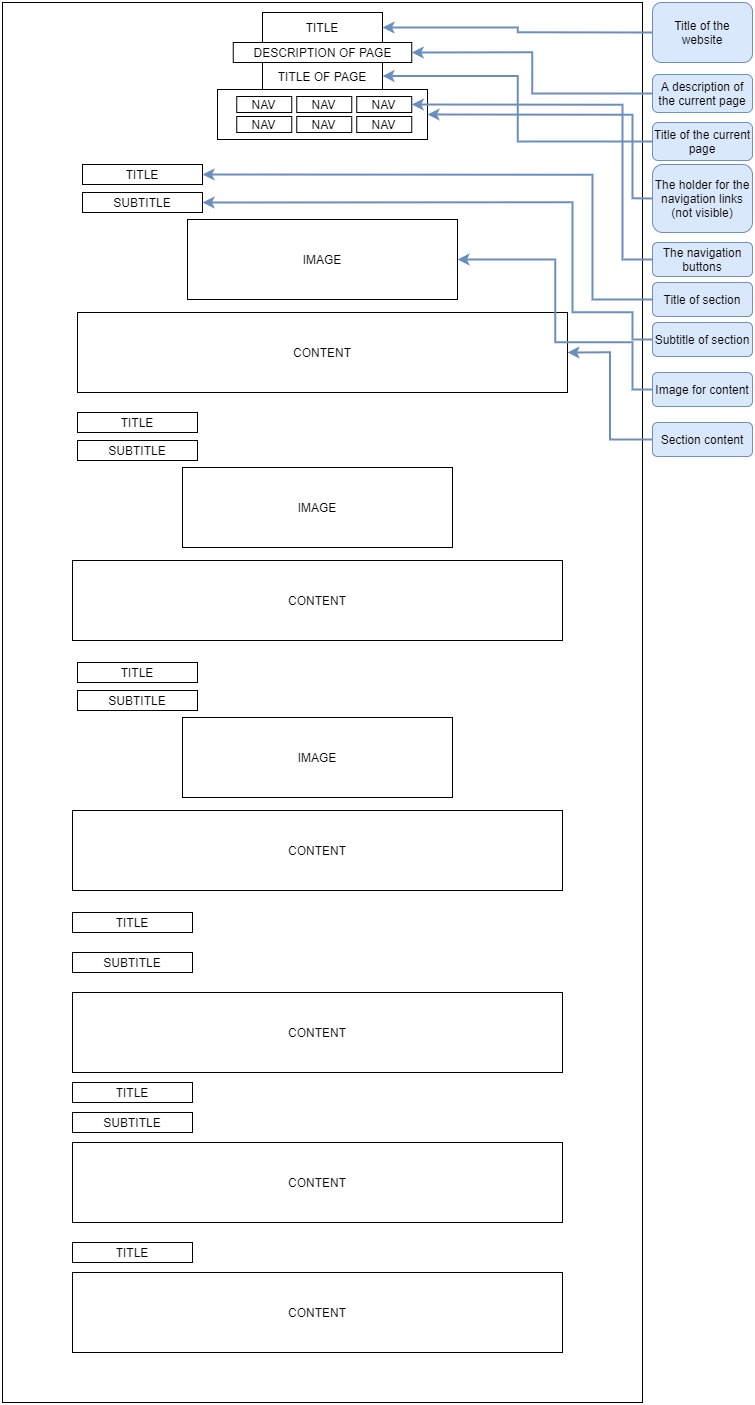 TITLE
DESCRIPTION OF PAGE
TITLE OF PAGE
NAV NAV NAV
NAV NAV NAV
TITLE
SUBTITLE
IMAGE
CONTENT
TITLE
SUBTITLE
IMAGE
CONTENT
TITLE
SUBTITLE
IMAGE
CONTENT
TITLE
SUBTITLE
CONTENT
TITLE
SUBTITLE
CONTENT
TITLE
CONTENT
Title of the
website
A description of
the current page
Title of the current
page
The holder for the
navigation links
(not visible)
The navigation
buttons
Title of section
Subtitle of section
Image for content
Section content